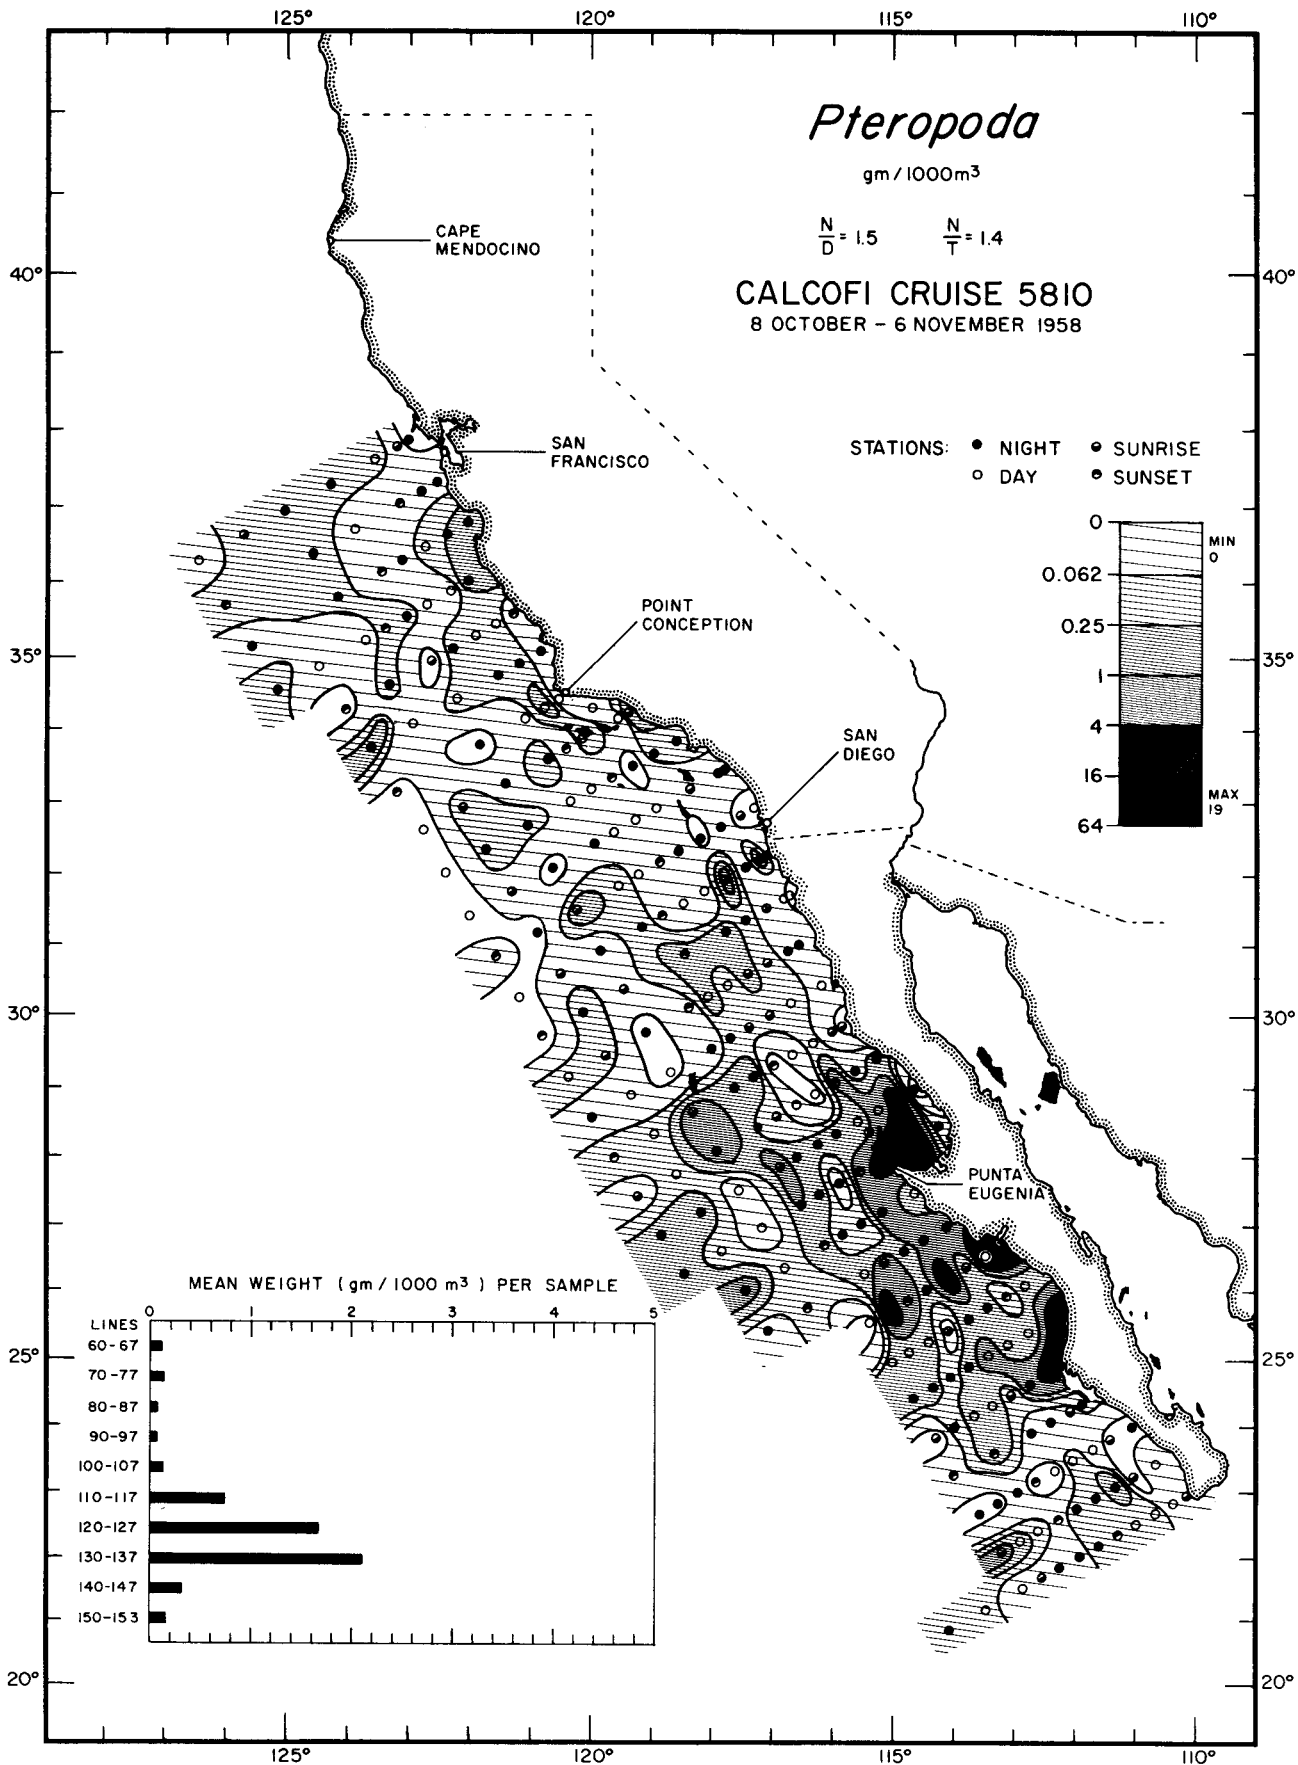 125° 120° 115° 110°
Pteropoda
gm/1000m³
N/D = 1.5 N/T = 1.4
CALCOFI CRUISE 5810
8 OCTOBER – 6 NOVEMBER 1958
CAPE
MENDOCINO
40° 40°
SAN
FRANCISCO
STATIONS: NIGHT SUNRISE
DAY SUNSET
0
MIN
0
0.062
0.25
1
4
16
MAX
19
64
POINT
CONCEPTION
35° 35°
SAN
DIEGO
30° 30°
PUNTA
EUGENIA
MEAN WEIGHT (gm/1000 m³) PER SAMPLE
0 1 2 3 4 5
LINES
60-67
70-77
80-87
90-97
100-107
110-117
120-127
130-137
140-147
150-153
25° 25°
20° 20°
125° 120° 115° 110°